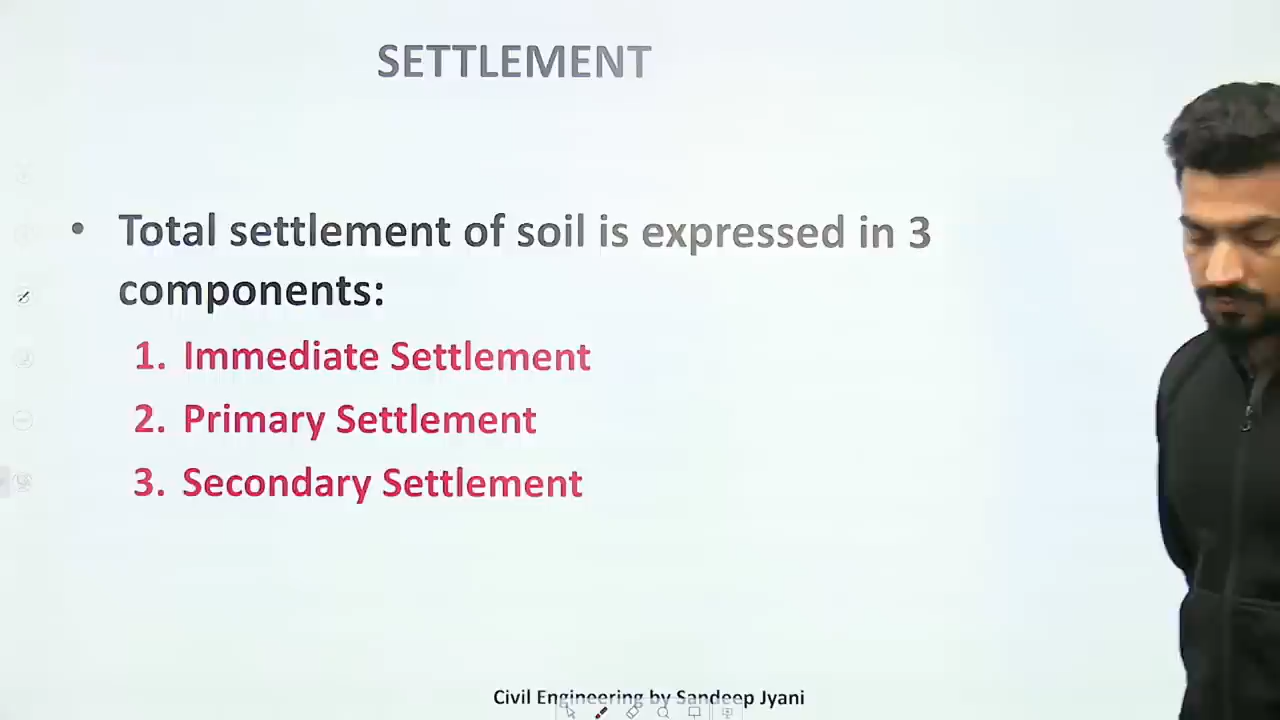 SETTLEMENT
• Total settlement of soil is expressed in 3
components:
1. Immediate Settlement
2. Primary Settlement
3. Secondary Settlement
Civil Engineering by Sandeep Jyani